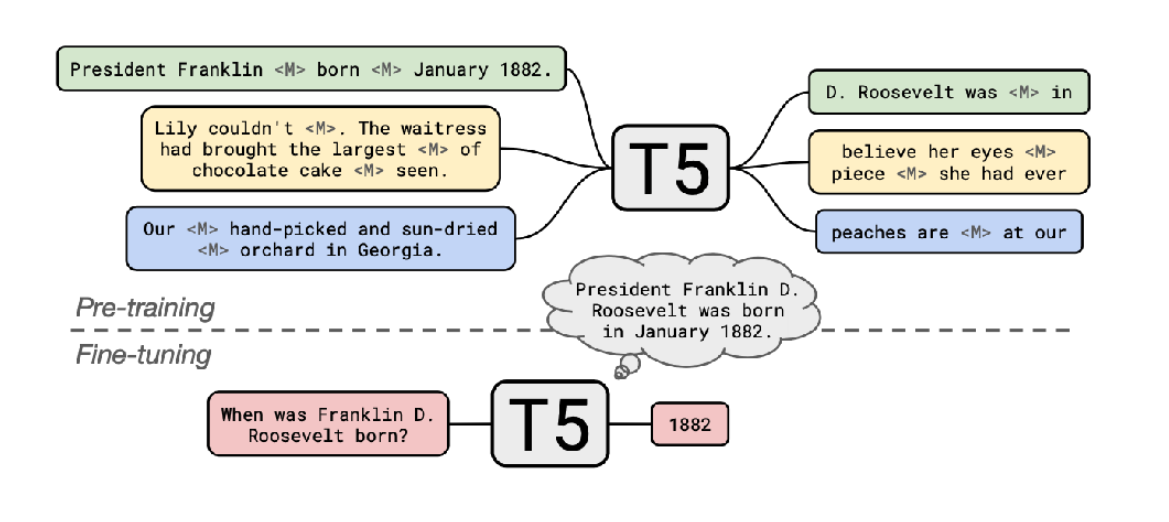 President Franklin <M> born <M> January 1882.
Lily couldn't <M>. The waitress
had brought the largest <M> of
chocolate cake <M> seen.
Our <M> hand-picked and sun-dried
<M> orchard in Georgia.
T5
D. Roosevelt was <M> in
believe her eyes <M>
piece <M> she had ever
peaches are <M> at our
Pre-training
President Franklin D.
Roosevelt was born
in January 1882.
Fine-tuning
When was Franklin D.
Roosevelt born?
T5
1882